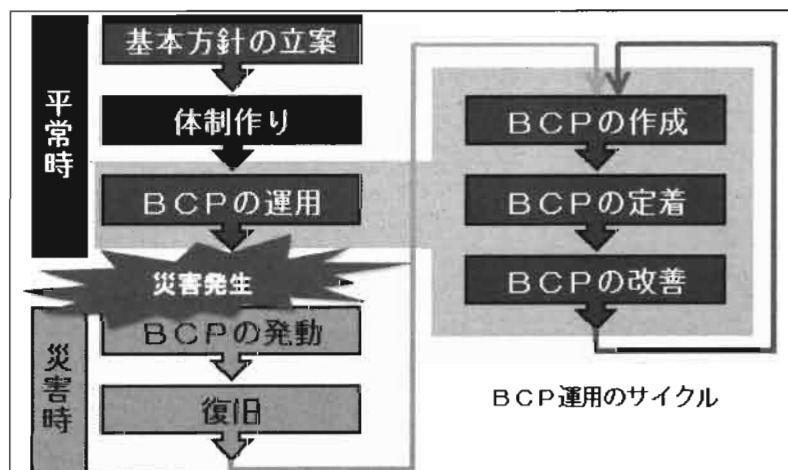 平常時
基本方針の立案
体制作り
BCPの運用
災害発生
災害時
BCPの発動
復旧
BCPの作成
BCPの定着
BCPの改善
BCP運用のサイクル